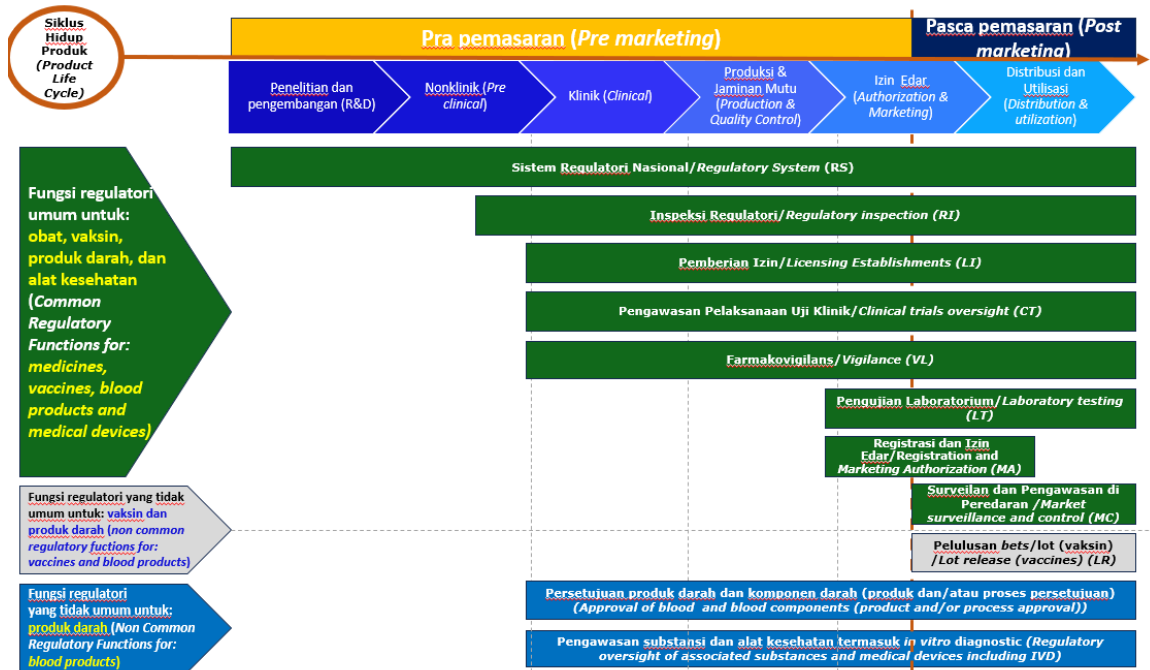 Siklus
Hidup
Produk
(Product
Life
Cycle)
Pra pemasaran (Pre marketing)
Pasca pemasaran (Post
marketing)
Penelitian dan
pengembangan (R&D)
Nonklinik (Pre
clinical)
Klinik (Clinical)
Produksi &
Jaminan Mutu
(Production &
Quality Control)
Izin Edar
(Authorization &
Marketing)
Distribusi dan
Utilisasi
(Distribution &
utilization)
Fungsi regulatori
umum untuk:
obat, vaksin,
produk darah, dan
alat kesehatan
(Common
Regulatory
Functions for:
medicines,
vaccines, blood
products and
medical devices)
Sistem Regulatori Nasional/Regulatory System (RS)
Inspeksi Regulatori/Regulatory inspection (RI)
Pemberian Izin/Licensing Establishments (LI)
Pengawasan Pelaksanaan Uji Klinik/Clinical trials oversight (CT)
Farmakovigilans/Vigilance (VL)
Pengujian Laboratorium/Laboratory testing
(LT)
Registrasi dan Izin
Edar/Registration and
Marketing Authorization (MA)
Surveilan dan Pengawasan di
Peredaran /Market
surveillance and control (MC)
Fungsi regulatori yang tidak
umum untuk: vaksin dan
produk darah (non common
regulatory fuctions for:
vaccines and blood products)
Pelulusan bets/lot (vaksin)
/Lot release (vaccines) (LR)
Fungsi regulatori
yang tidak umum untuk:
produk darah (Non Common
Regulatory Functions for:
blood products)
Persetujuan produk darah dan komponen darah (produk dan/atau proses persetujuan)
(Approval of blood and blood components (product and/or process approval))
Pengawasan substansi dan alat kesehatan termasuk in vitro diagnostic (Regulatory
oversight of associated substances and medical devices including IVD)